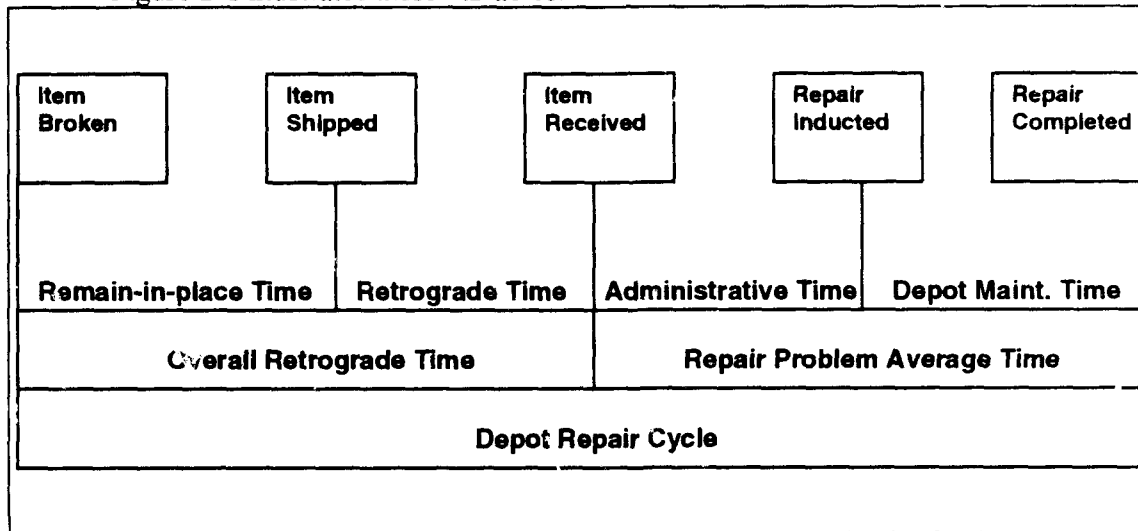 Item
Broken
Item
Shipped
Item
Received
Repair
Inducted
Repair
Completed
Remain-in-place Time
Retrograde Time
Administrative Time
Depot Maint. Time
Overall Retrograde Time
Repair Problem Average Time
Depot Repair Cycle